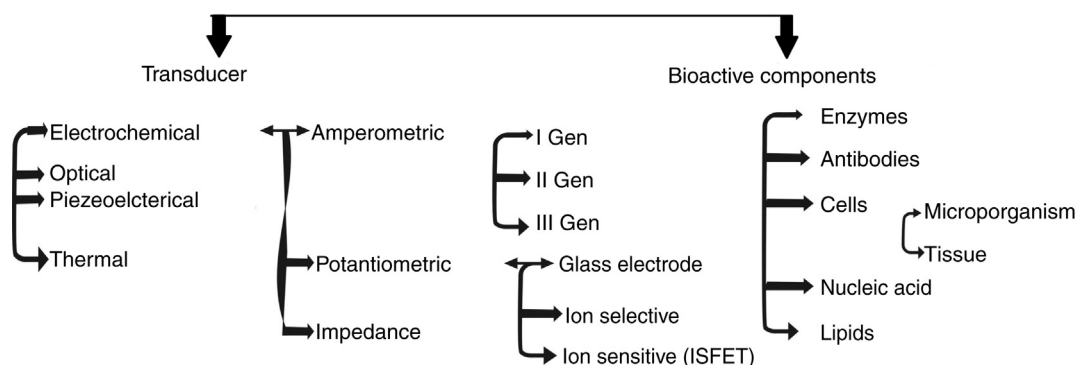 Transducer
Bioactive components
Electrochemical
Optical
Piezeoelcterical
Thermal
Amperometric
Potantiometric
Impedance
I Gen
II Gen
III Gen
Glass electrode
Ion selective
Ion sensitive (ISFET)
Enzymes
Antibodies
Cells
Microporganism
Tissue
Nucleic acid
Lipids